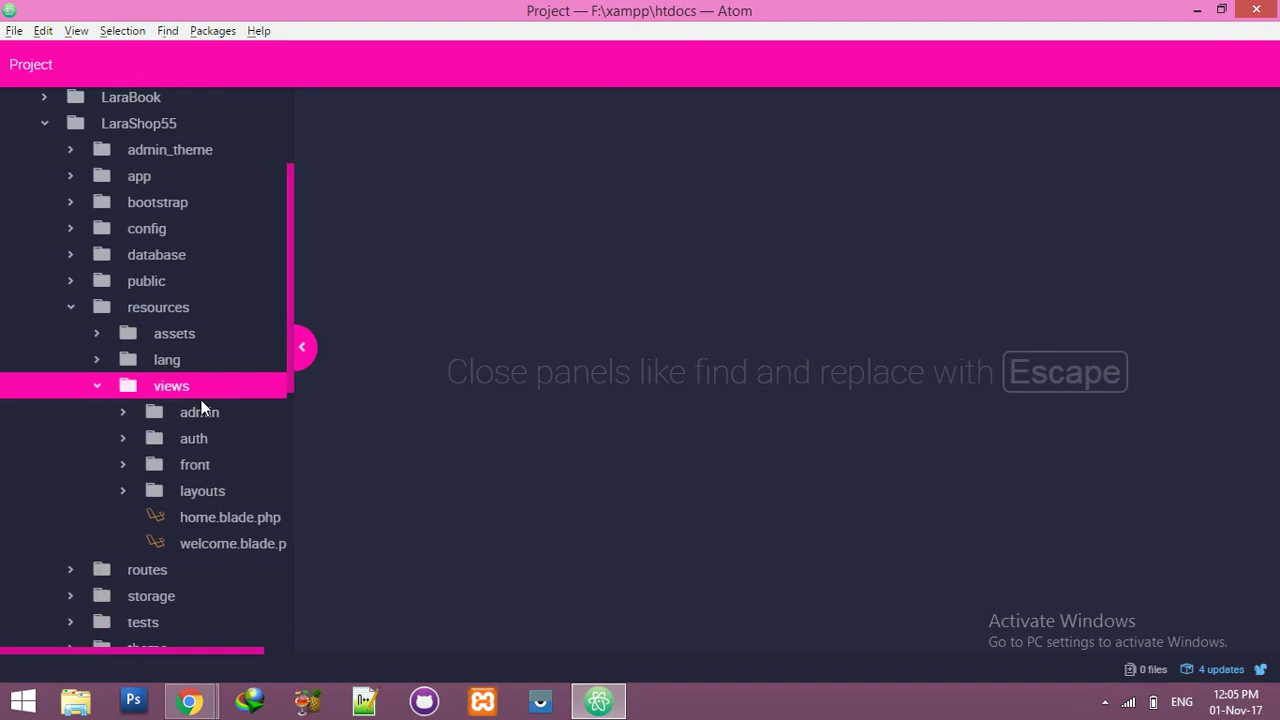 Project — F:\xampp\htdocs — Atom
File Edit View Selection Find Packages Help
Project
LaraBook
LaraShop55
admin_theme
app
bootstrap
config
database
public
resources
assets
lang
views
admin
auth
front
layouts
home.blade.php
welcome.blade.p
routes
storage
tests
Close panels like find and replace with Escape
Activate Windows
Go to PC settings to activate Windows.
0 files 4 updates
Ps
ENG
12:05 PM
01-Nov-17